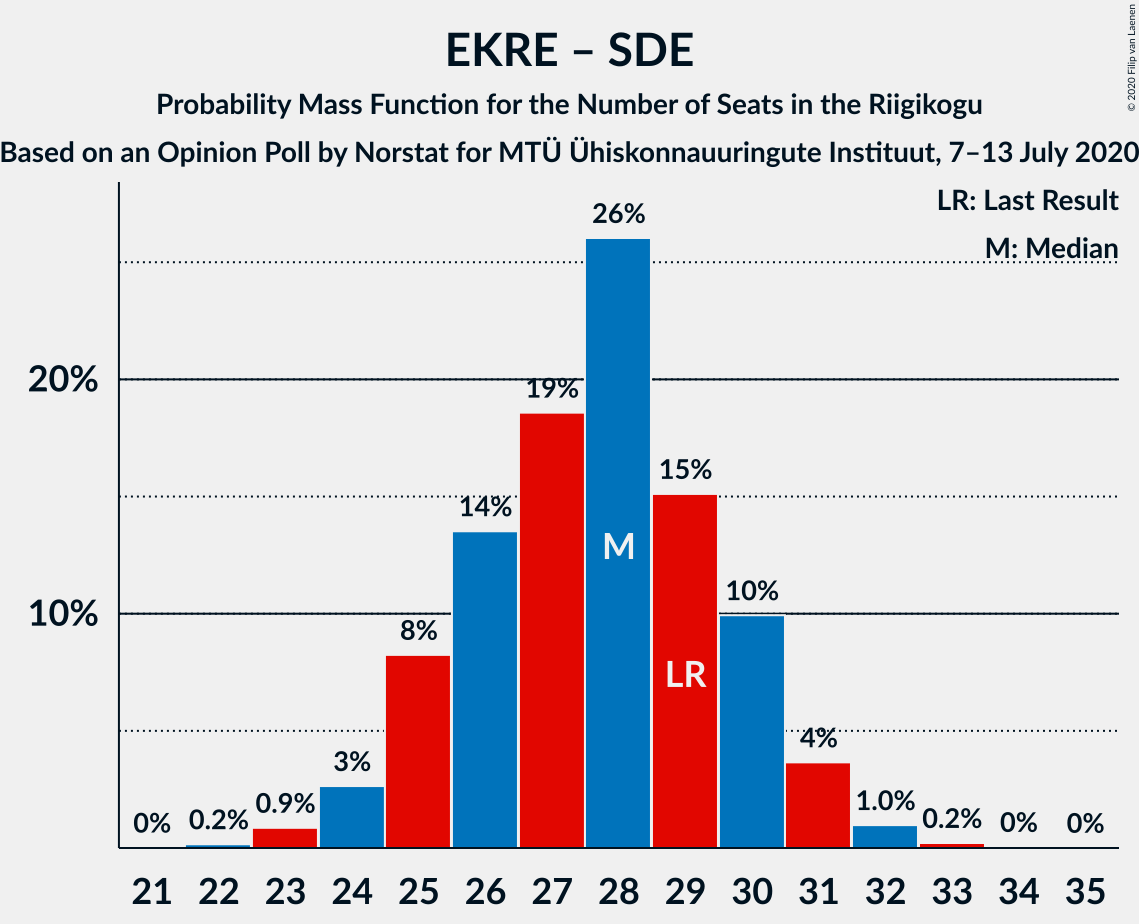 EKRE – SDE
Probability Mass Function for the Number of Seats in the Riigikogu
Based on an Opinion Poll by Norstat for MTÜ Ühiskonnauuringute Instituut, 7–13 July 2020
© 2020 Filip van Laenen
LR: Last Result
M: Median
20%
10%
0%
0.2%
0.9%
3%
8%
14%
19%
26%
15%
10%
4%
1.0%
0.2%
0%
0%
M
LR
21 22 23 24 25 26 27 28 29 30 31 32 33 34 35